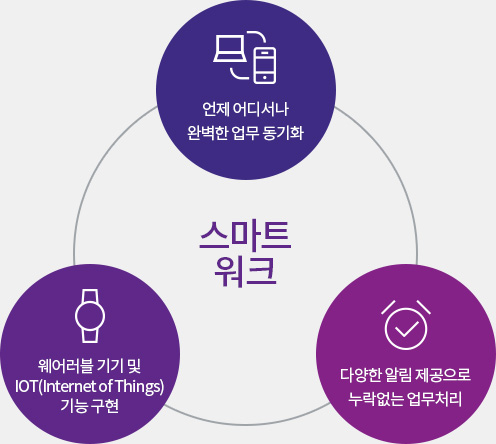 언제 어디서나
완벽한 업무 동기화
스마트
워크
웨어러블 기기 및
IOT(Internet of Things)
기능 구현
다양한 알림 제공으로
누락없는 업무처리